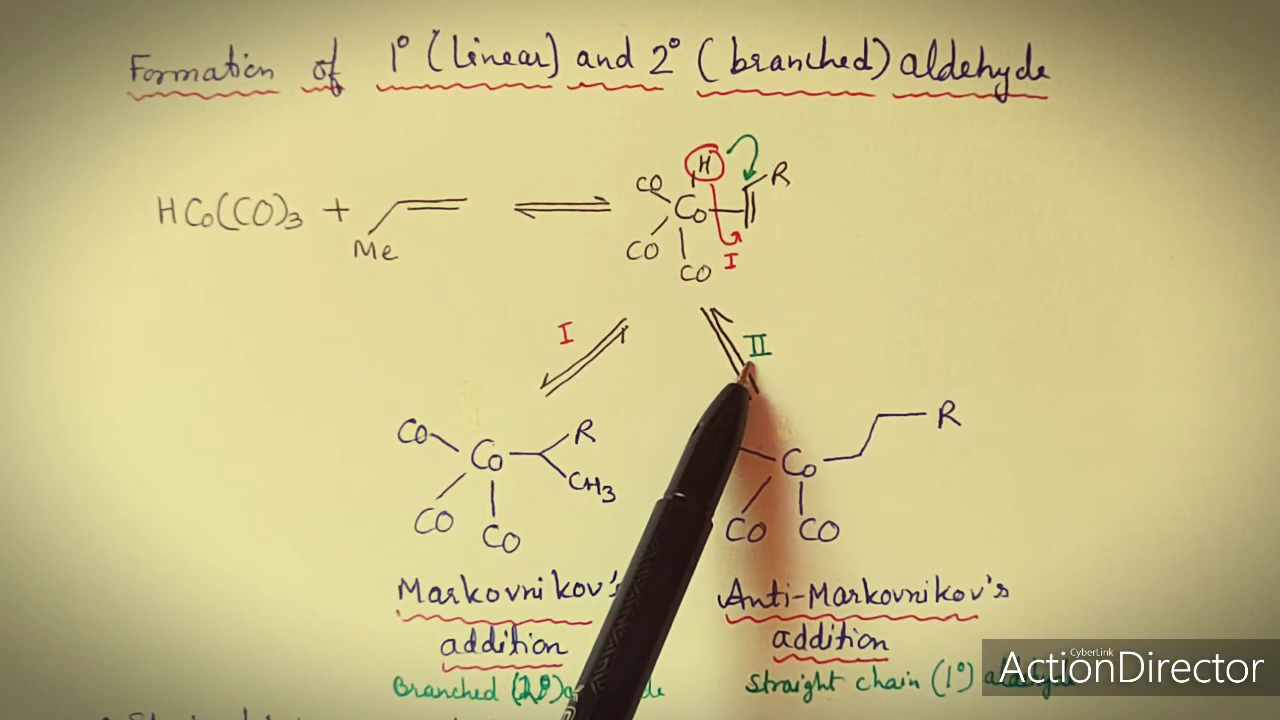 Formation of 1° (linear) and 2° (branched) aldehyde
H R
CO
HCo(CO)3 + Co
Me CO
CO I
I II
CO R R
Co Co
CH3
CO CO CO CO
Markovnikov's Anti-Markovnikov's
addition addition
Branched straight chain (1°)
CyberLink
ActionDirector